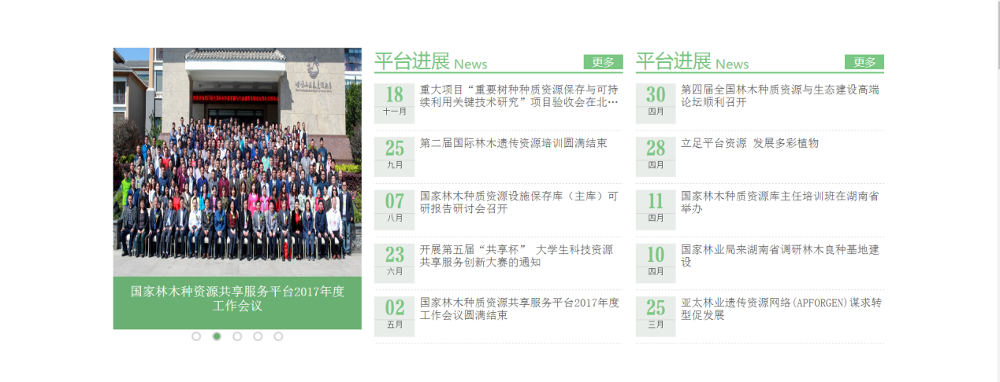 国家林木种资源共享服务平台2017年度
工作会议
平台进展 News
更多
18
十一月
重大项目“重要树种种质资源保存与可持
续利用关键技术研究”项目验收会在北…
25
九月
第二届国际林木遗传资源培训圆满结束
07
八月
国家林木种质资源设施保存库（主库）可
研报告研讨会召开
23
六月
开展第五届“共享杯” 大学生科技资源
共享服务创新大赛的通知
02
五月
国家林木种质资源共享服务平台2017年度
工作会议圆满结束
平台进展 News
更多
30
四月
第四届全国林木种质资源与生态建设高端
论坛顺利召开
28
四月
立足平台资源 发展多彩植物
11
四月
国家林木种质资源库主任培训班在湖南省
举办
10
四月
国家林业局来湖南省调研林木良种基地建
设
25
三月
亚太林业遗传资源网络(APFORGEN)谋求转
型促发展